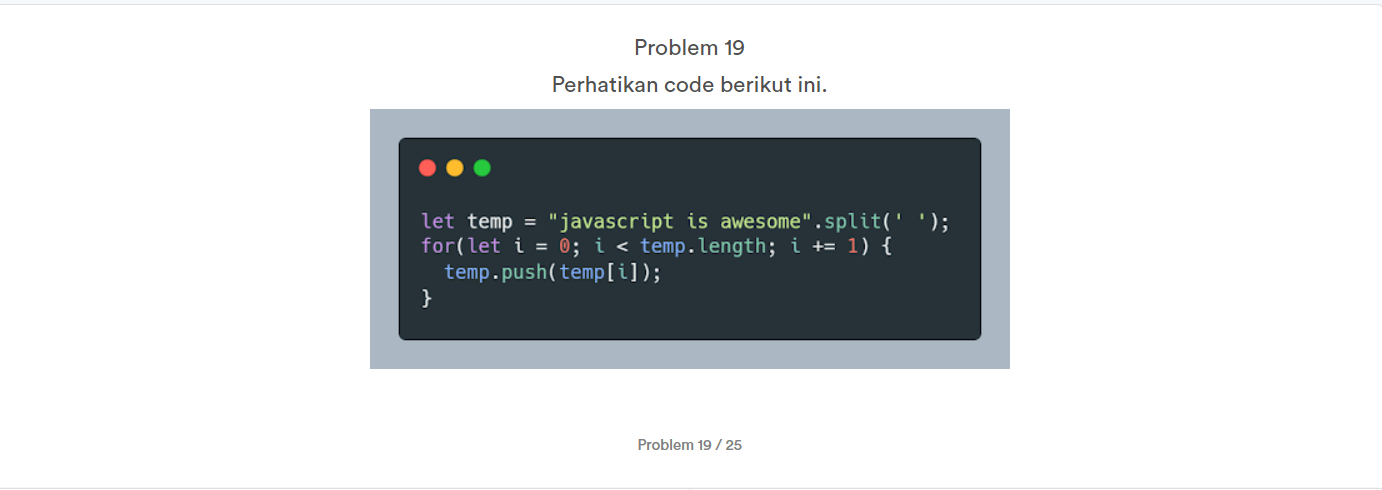 Problem 19
Perhatikan code berikut ini.
let temp = "javascript is awesome".split(' ');
for(let i = 0; i < temp.length; i += 1) {
  temp.push(temp[i]);
}
Problem 19 / 25